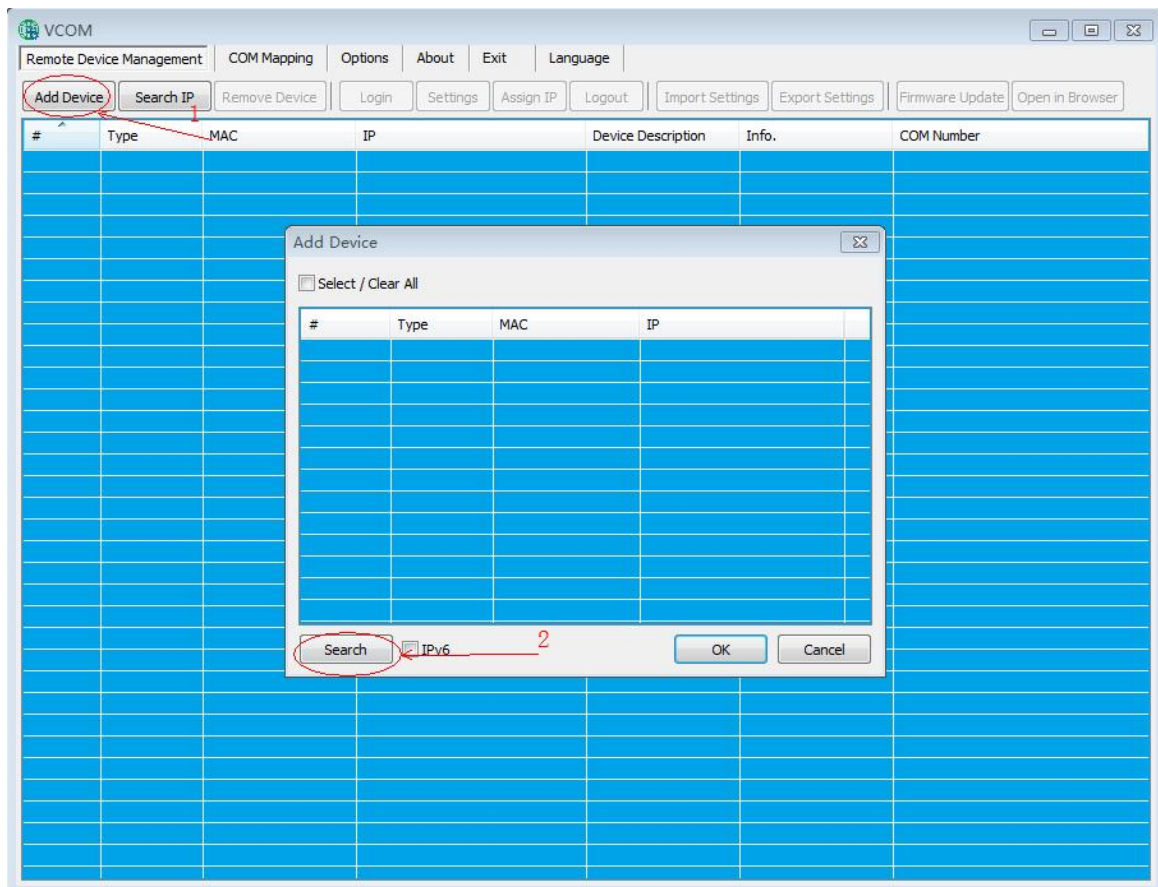 VCOM
Remote Device Management COM Mapping Options About Exit Language
Add Device Search IP Remove Device Login Settings Assign IP Logout Import Settings Export Settings Firmware Update Open in Browser
1
# Type MAC IP Device Description Info. COM Number
Add Device
Select / Clear All
# Type MAC IP
Search IPv6 2 OK Cancel